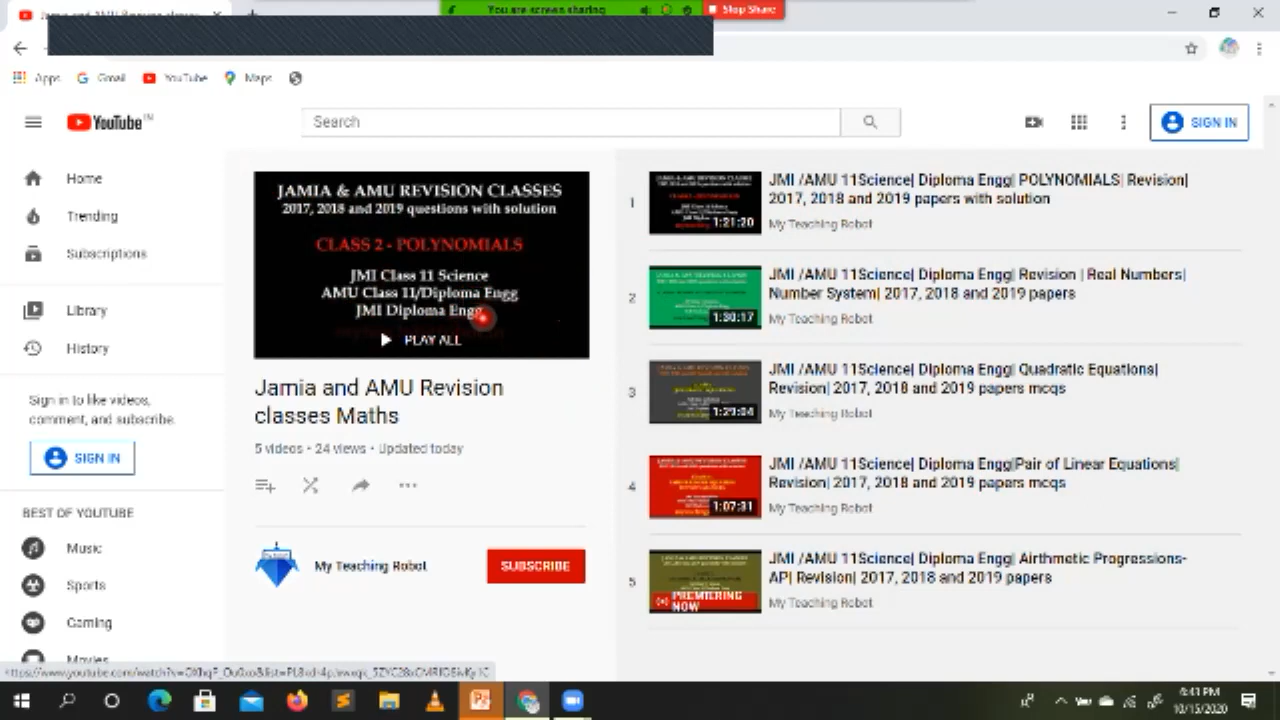 Jamia and AMU Revision classes
You are screen sharing
Stop Share
Apps
Gmail
YouTube
Maps
YouTube IN
Search
SIGN IN
Home
Trending
Subscriptions
Library
History
Sign in to like videos,
comment, and subscribe.
SIGN IN
BEST OF YOUTUBE
Music
Sports
Gaming
Movies
JAMIA & AMU REVISION CLASSES
2017, 2018 and 2019 questions with solution
CLASS 2 - POLYNOMIALS
JMI Class 11 Science
AMU Class 11/Diploma Engg
JMI Diploma Engg
PLAY ALL
Jamia and AMU Revision
classes Maths
5 videos • 24 views • Updated today
My Teaching Robot
SUBSCRIBE
1
1:21:20
JMI /AMU 11Science| Diploma Engg| POLYNOMIALS| Revision|
2017, 2018 and 2019 papers with solution
My Teaching Robot
2
1:30:17
JMI /AMU 11Science| Diploma Engg| Revision | Real Numbers|
Number System| 2017, 2018 and 2019 papers
My Teaching Robot
3
1:29:04
JMI /AMU 11Science| Diploma Engg| Quadratic Equations|
Revision| 2017, 2018 and 2019 papers mcqs
My Teaching Robot
4
1:07:31
JMI /AMU 11Science| Diploma Engg|Pair of Linear Equations|
Revision| 2017, 2018 and 2019 papers mcqs
My Teaching Robot
5
PREMIERING
NOW
JMI /AMU 11Science| Diploma Engg| Airthmetic Progressions-
AP| Revision| 2017, 2018 and 2019 papers
My Teaching Robot
6:43 PM
10/15/2020